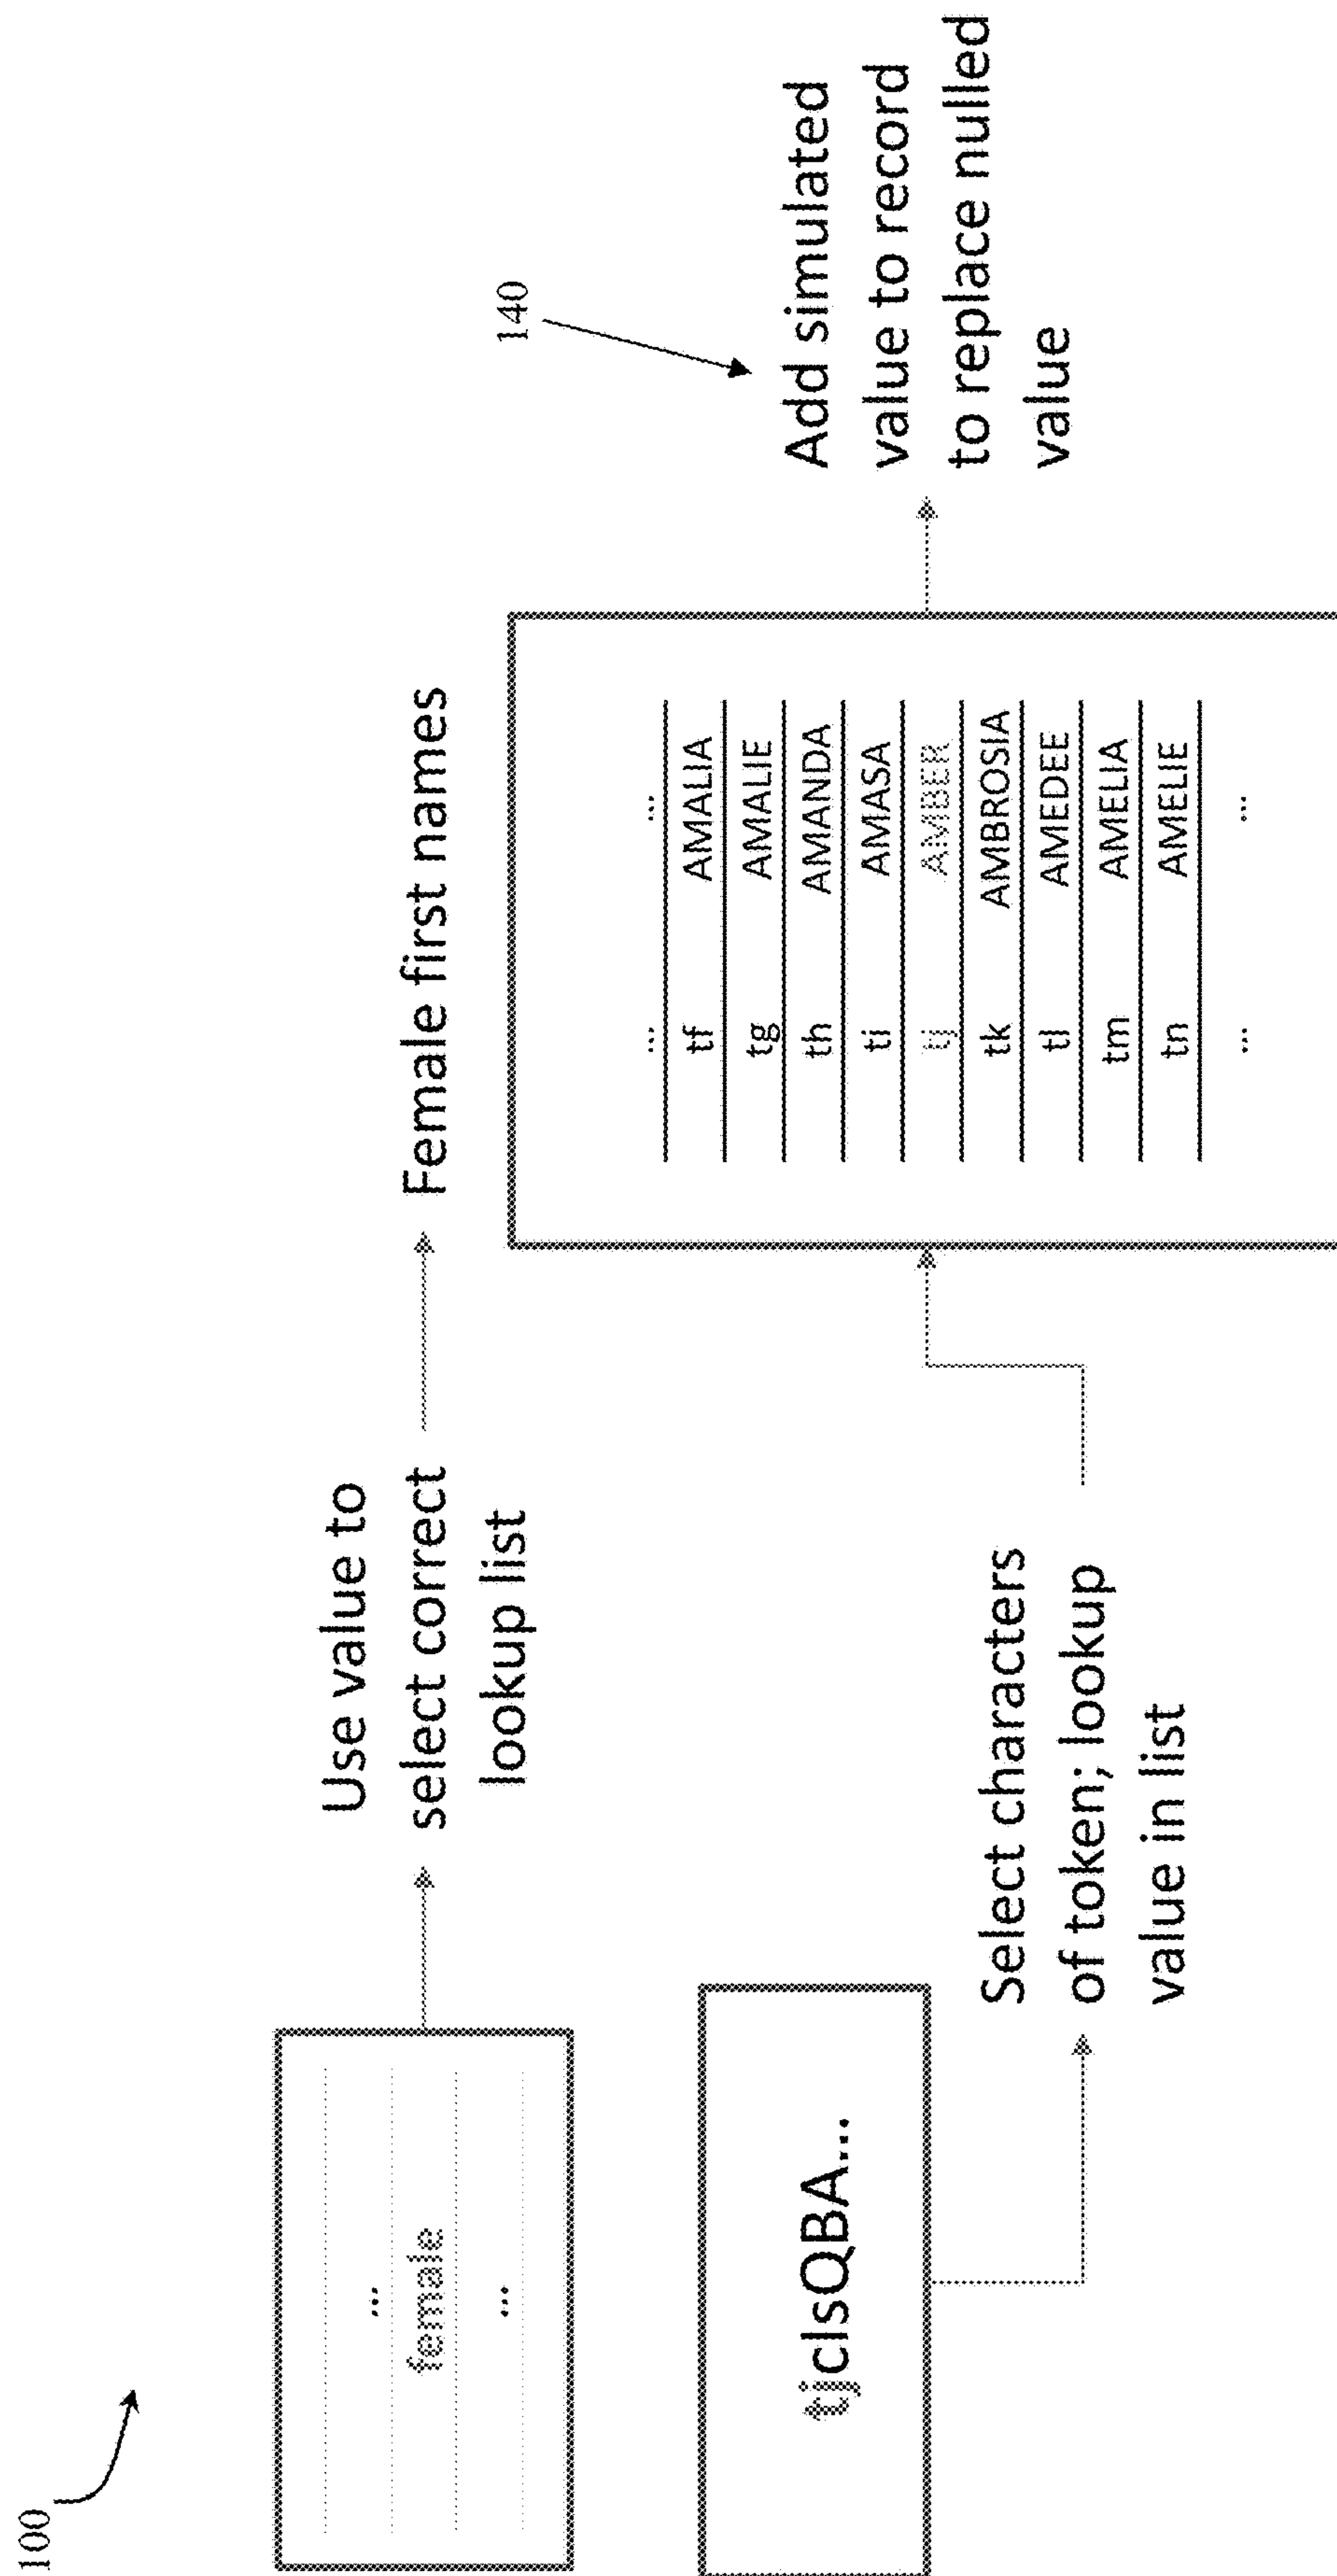 100
...
female
...
Use value to
select correct
lookup list
Female first names
tjclsQBA...
Select characters
of token; lookup
value in list
... ...
tf AMALIA
tg AMALIE
th AMANDA
ti AMASA
tj AMBER
tk AMBROSIA
tl AMEDEE
tm AMELIA
tn AMELIE
... ...
140
Add simulated
value to record
to replace nulled
value